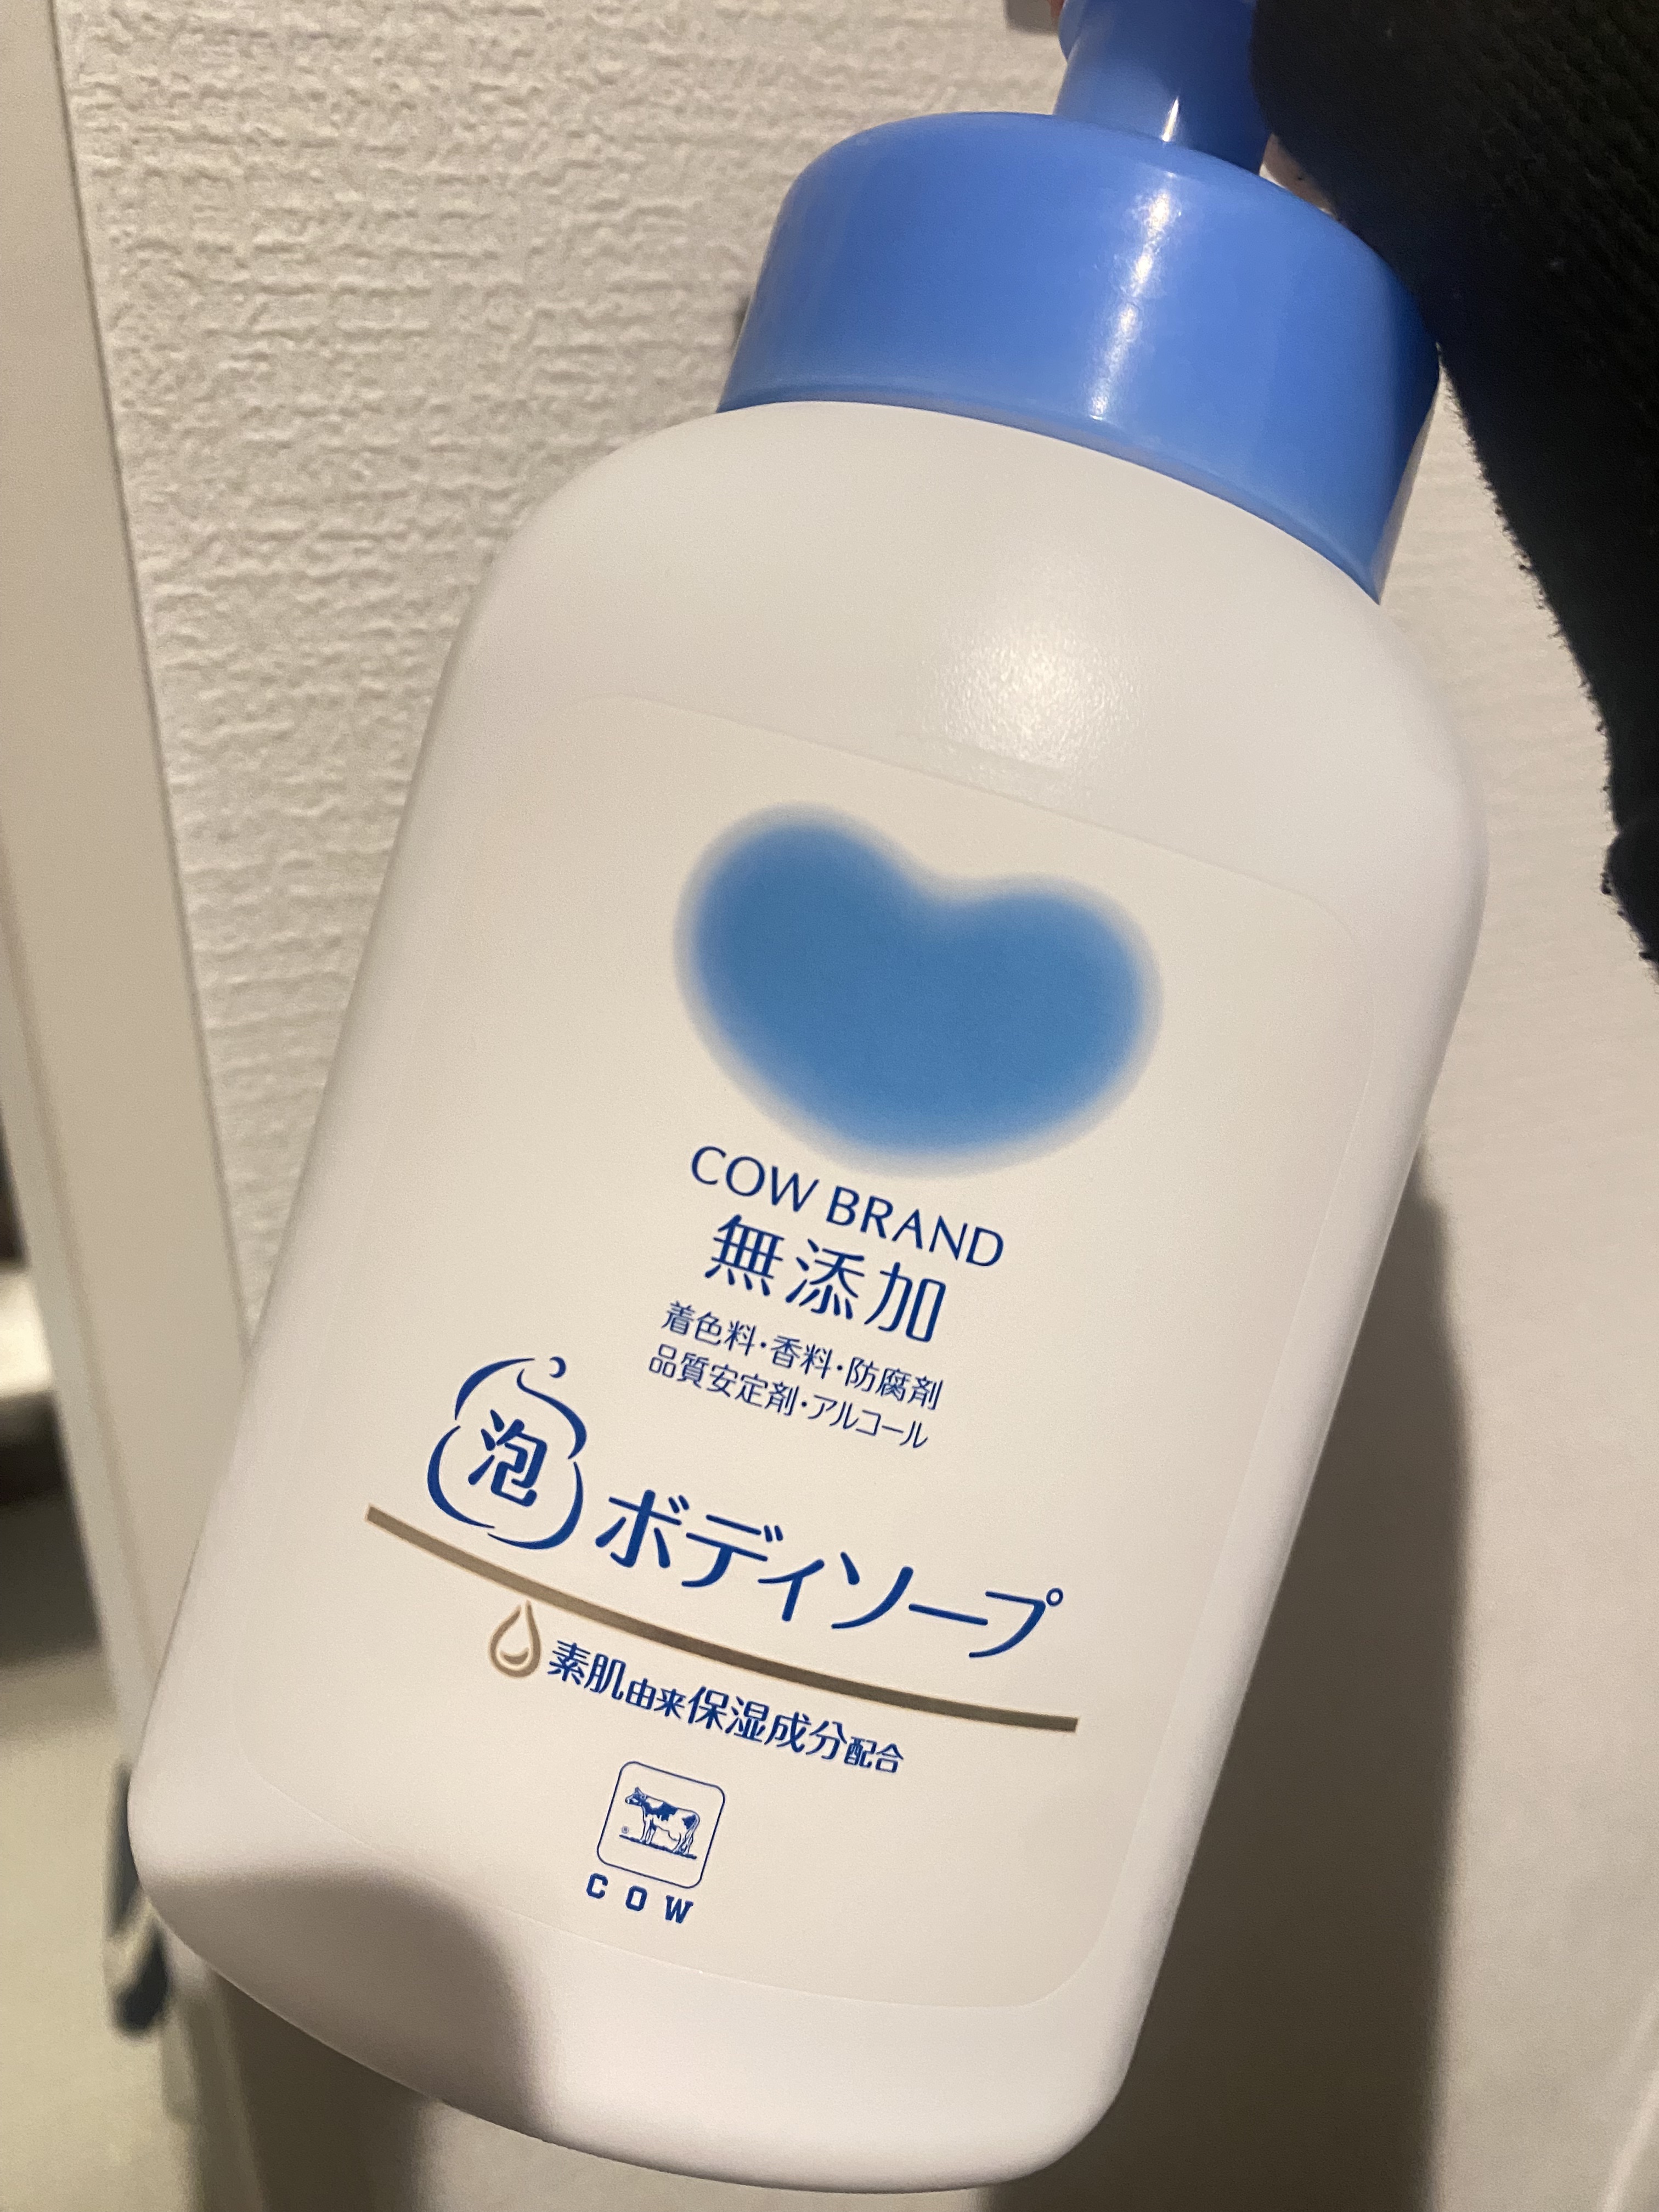 COW BRAND
無添加
着色料・香料・防腐剤
品質安定剤・アルコール
泡ボディソープ
素肌由来保湿成分配合
®
COW